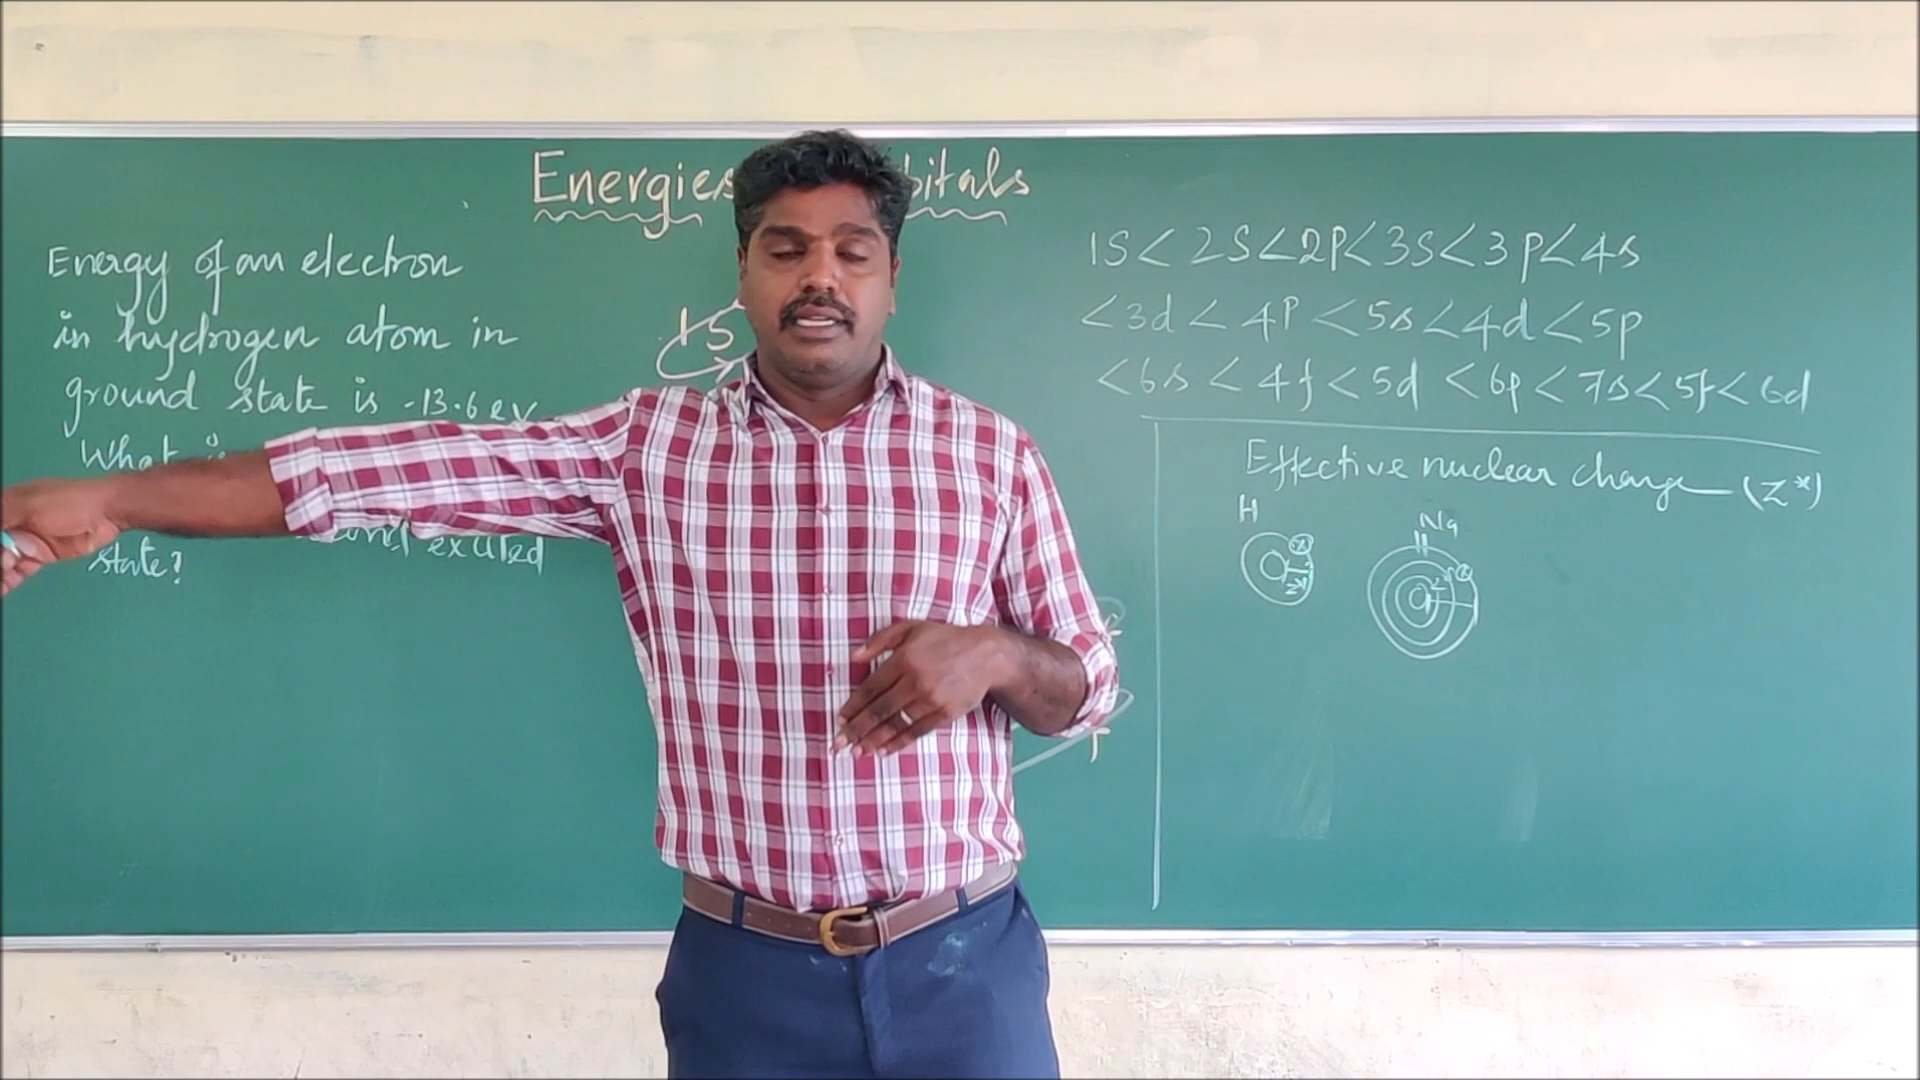 Energies bitals
Energy of an electron
in hydrogen atom in
ground state is -13.6 ev
What is
exicted
state?
1S
1S < 2S < 2P < 3S < 3P < 4s
< 3d < 4P < 5s < 4d < 5p
< 6s < 4f < 5d < 6p < 7s < 5f < 6d
Effective nuclear charge (Z*)
H
Na